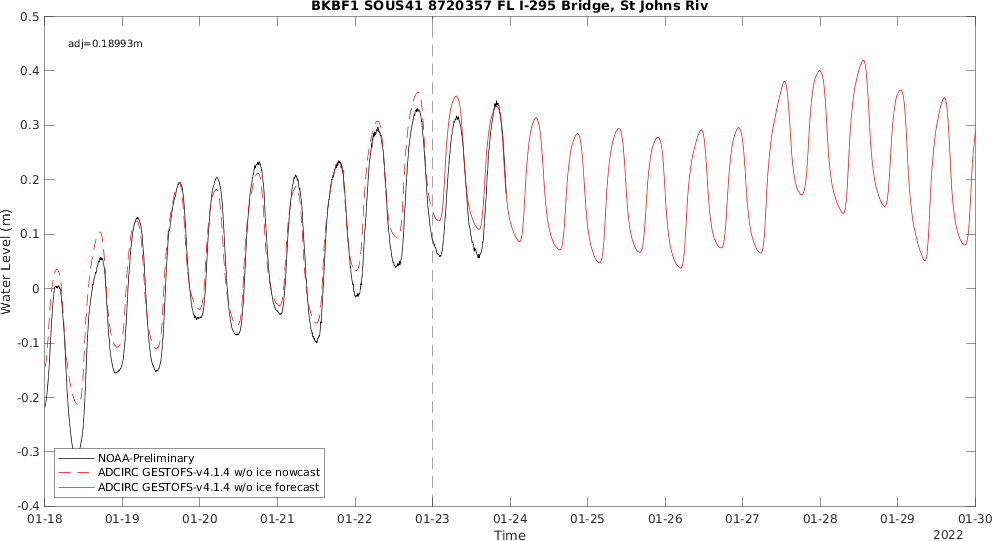 BKBF1 SOUS41 8720357 FL I-295 Bridge, St Johns Riv
adj=0.18993m
0.5
0.4
0.3
0.2
0.1
0
-0.1
-0.2
-0.3
-0.4
Water Level (m)
NOAA-Preliminary
ADCIRC GESTOFS-v4.1.4 w/o ice nowcast
ADCIRC GESTOFS-v4.1.4 w/o ice forecast
01-18 01-19 01-20 01-21 01-22 01-23 01-24 01-25 01-26 01-27 01-28 01-29 01-30
Time
2022